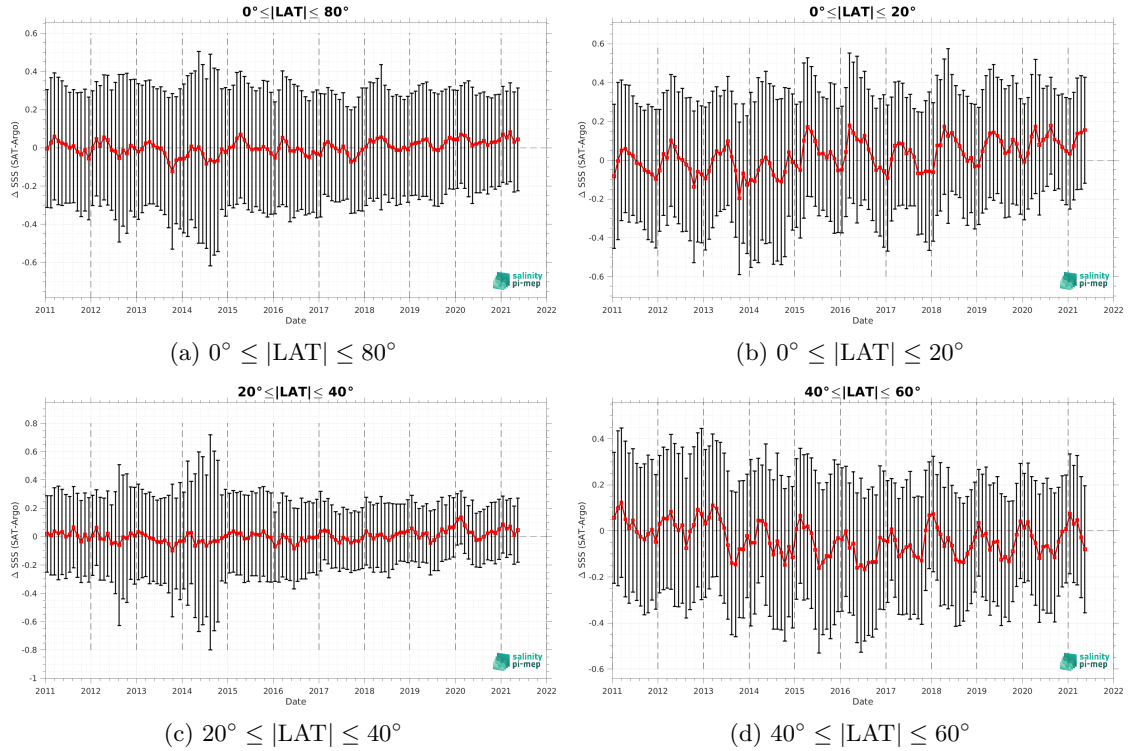 0°≤|LAT|≤ 80°
0.6
0.4
0.2
0
-0.2
-0.4
-0.6
Δ SSS (SAT-Argo)
2011 2012 2013 2014 2015 2016 2017 2018 2019 2020 2021 2022
Date
salinity
pi-mep
(a) 0° ≤ |LAT| ≤ 80°
0°≤|LAT|≤ 20°
0.6
0.4
0.2
0
-0.2
-0.4
-0.6
Δ SSS (SAT-Argo)
2011 2012 2013 2014 2015 2016 2017 2018 2019 2020 2021 2022
Date
salinity
pi-mep
(b) 0° ≤ |LAT| ≤ 20°
20°≤|LAT|≤ 40°
0.8
0.6
0.4
0.2
0
-0.2
-0.4
-0.6
-0.8
-1
Δ SSS (SAT-Argo)
2011 2012 2013 2014 2015 2016 2017 2018 2019 2020 2021 2022
Date
salinity
pi-mep
(c) 20° ≤ |LAT| ≤ 40°
40°≤|LAT|≤ 60°
0.4
0.2
0
-0.2
-0.4
-0.6
Δ SSS (SAT-Argo)
2011 2012 2013 2014 2015 2016 2017 2018 2019 2020 2021 2022
Date
salinity
pi-mep
(d) 40° ≤ |LAT| ≤ 60°